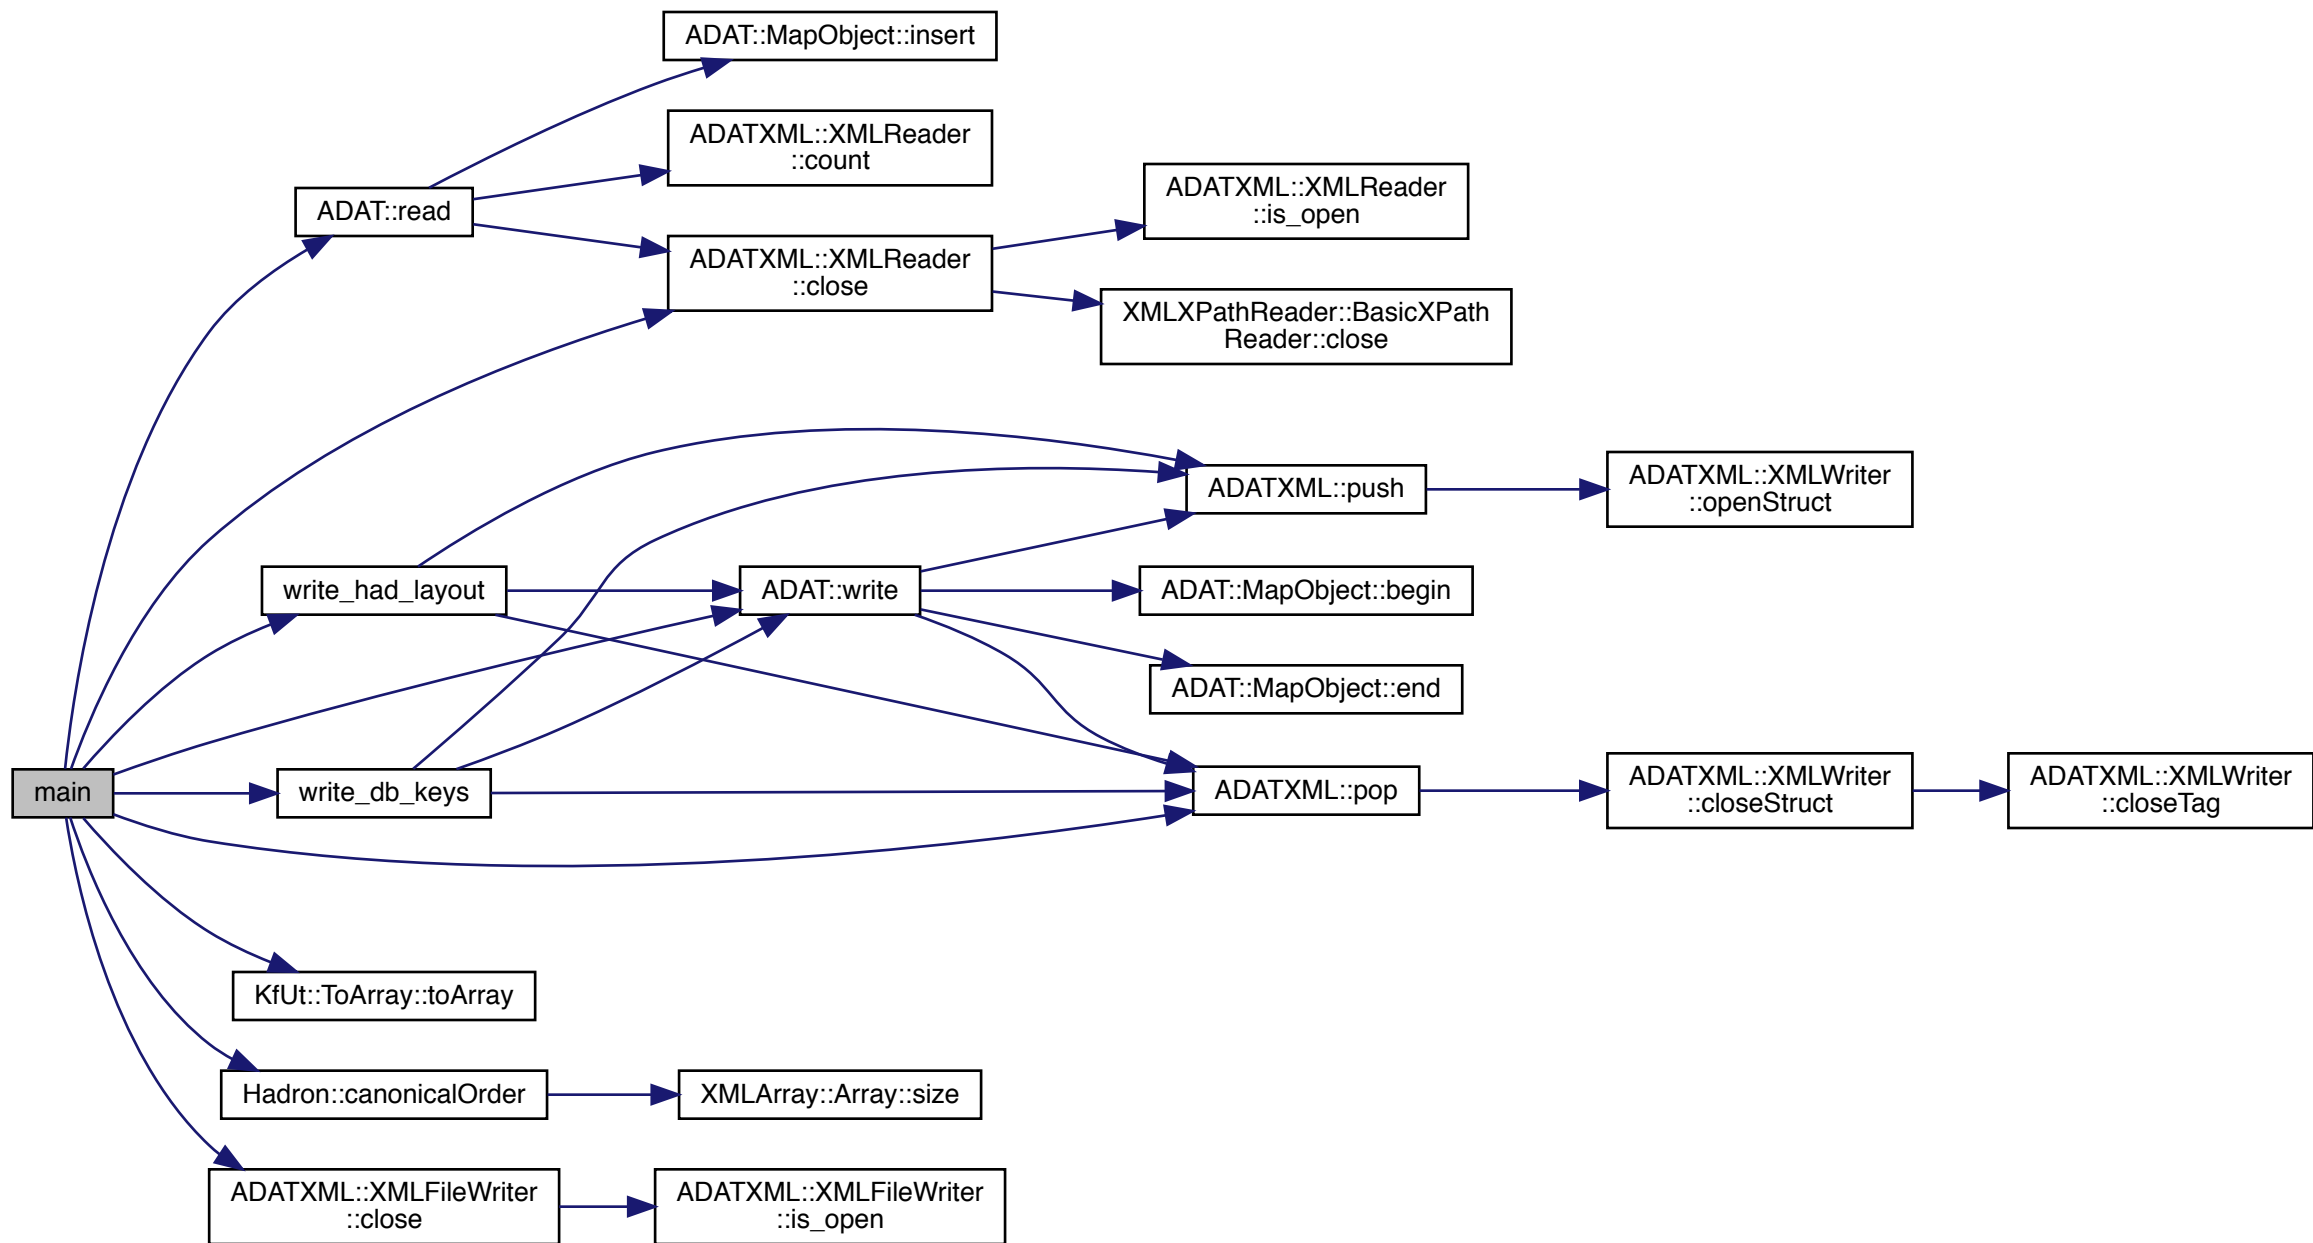 ADAT::MapObject::insert
ADATXML::XMLReader
::count
ADATXML::XMLReader
::is_open
ADAT::read
ADATXML::XMLReader
::close
XMLXPathReader::BasicXPath
Reader::close
ADATXML::push
ADATXML::XMLWriter
::openStruct
write_had_layout
ADAT::write
ADAT::MapObject::begin
ADAT::MapObject::end
main
write_db_keys
ADATXML::pop
ADATXML::XMLWriter
::closeStruct
ADATXML::XMLWriter
::closeTag
KfUt::ToArray::toArray
Hadron::canonicalOrder
XMLArray::Array::size
ADATXML::XMLFileWriter
::close
ADATXML::XMLFileWriter
::is_open